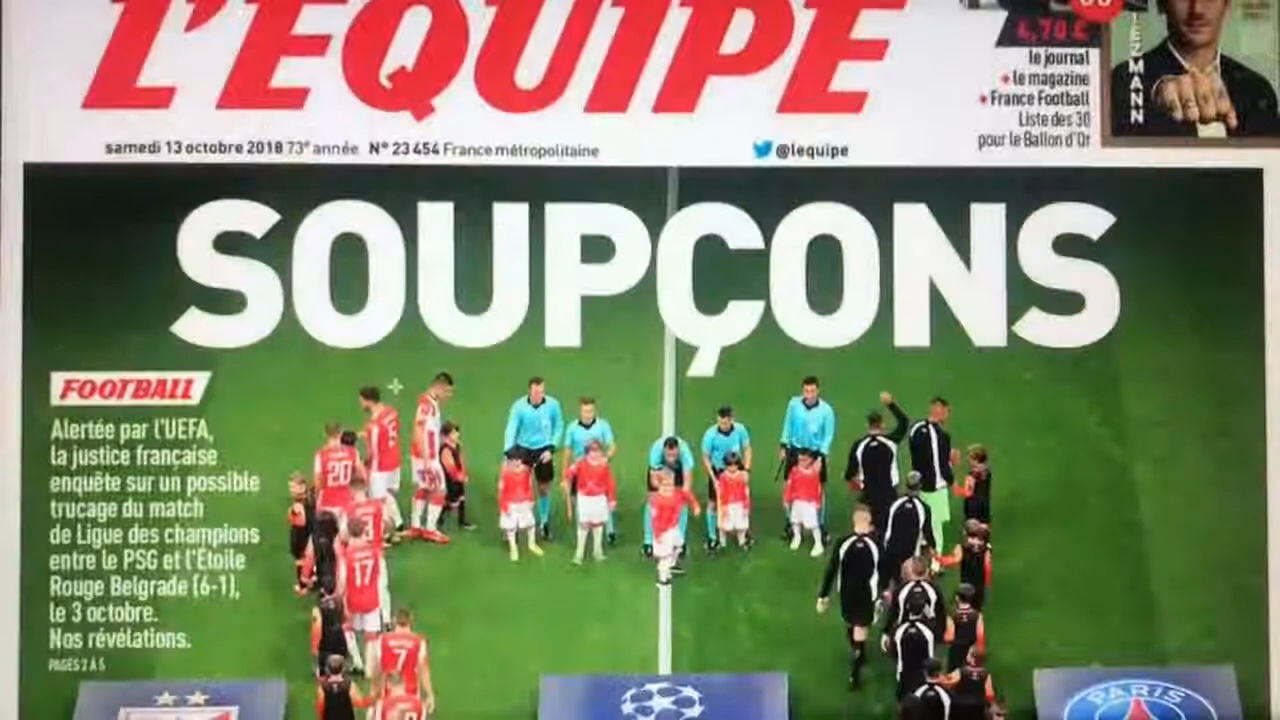 L'EQUIPE
4,70 €
le journal
le magazine
France Football
Liste des 30
pour le Ballon d'Or
EZMANN
samedi 13 octobre 2018 73e année N° 23 454 France métropolitaine
@lequipe
SOUPÇONS
FOOTBALL
Alertée par l'UEFA,
la justice française
enquête sur un possible
trucage du match
de Ligue des champions
entre le PSG et l'Étoile
Rouge Belgrade (6-1),
le 3 octobre.
Nos révélations.
PAGES 2 À 5
20
5
3
17
7
PARIS